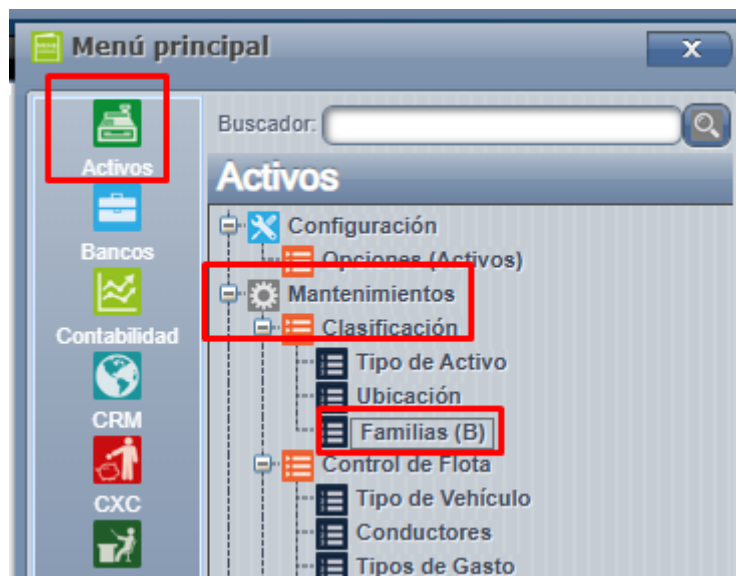 Menú principal
x
Activos
Bancos
Contabilidad
CRM
CXC
Buscador:
Activos
Configuración
Opciones (Activos)
Mantenimientos
Clasificación
Tipo de Activo
Ubicación
Familias (B)
Control de Flota
Tipo de Vehículo
Conductores
Tipos de Gasto